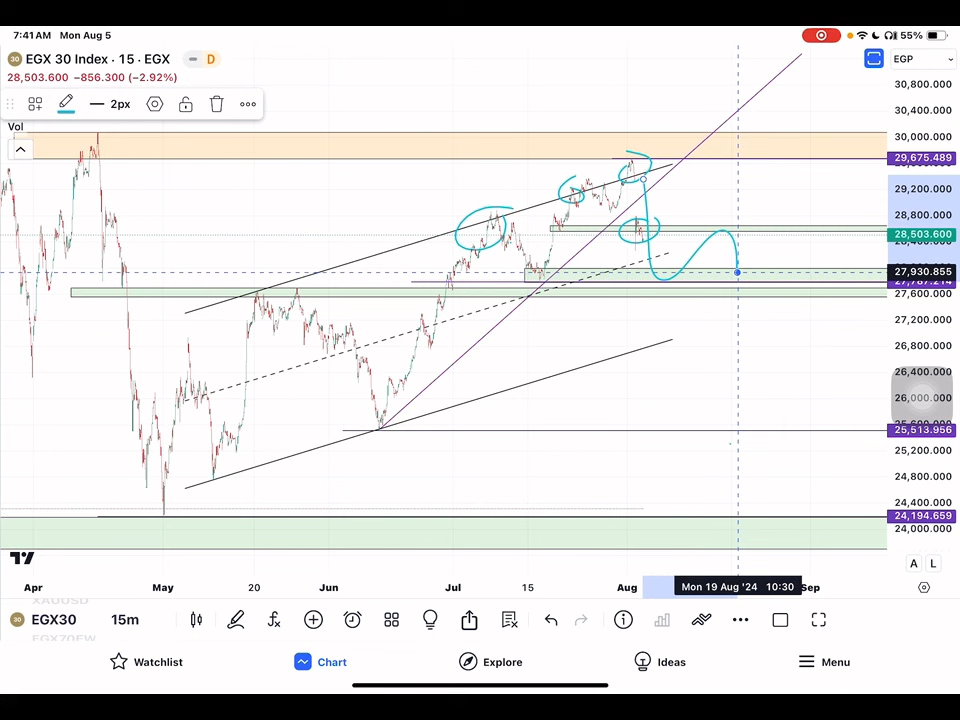 7:41 AM Mon Aug 5
55%
30 EGX 30 Index · 15 · EGX D
EGP
28,503.600 −856.300 (−2.92%)
2px
Vol
30,800.000
30,400.000
30,000.000
29,675.489
29,200.000
28,800.000
28,503.600
27,930.855
27,600.000
27,200.000
26,800.000
26,400.000
26,000.000
25,513.956
25,200.000
24,800.000
24,400.000
24,194.659
24,000.000
A L
Apr May 20 Jun Jul 15 Aug Mon 19 Aug '24 10:30 Sep
XAUUSD
30 EGX30 15m
EGX70EW
Watchlist Chart Explore Ideas Menu